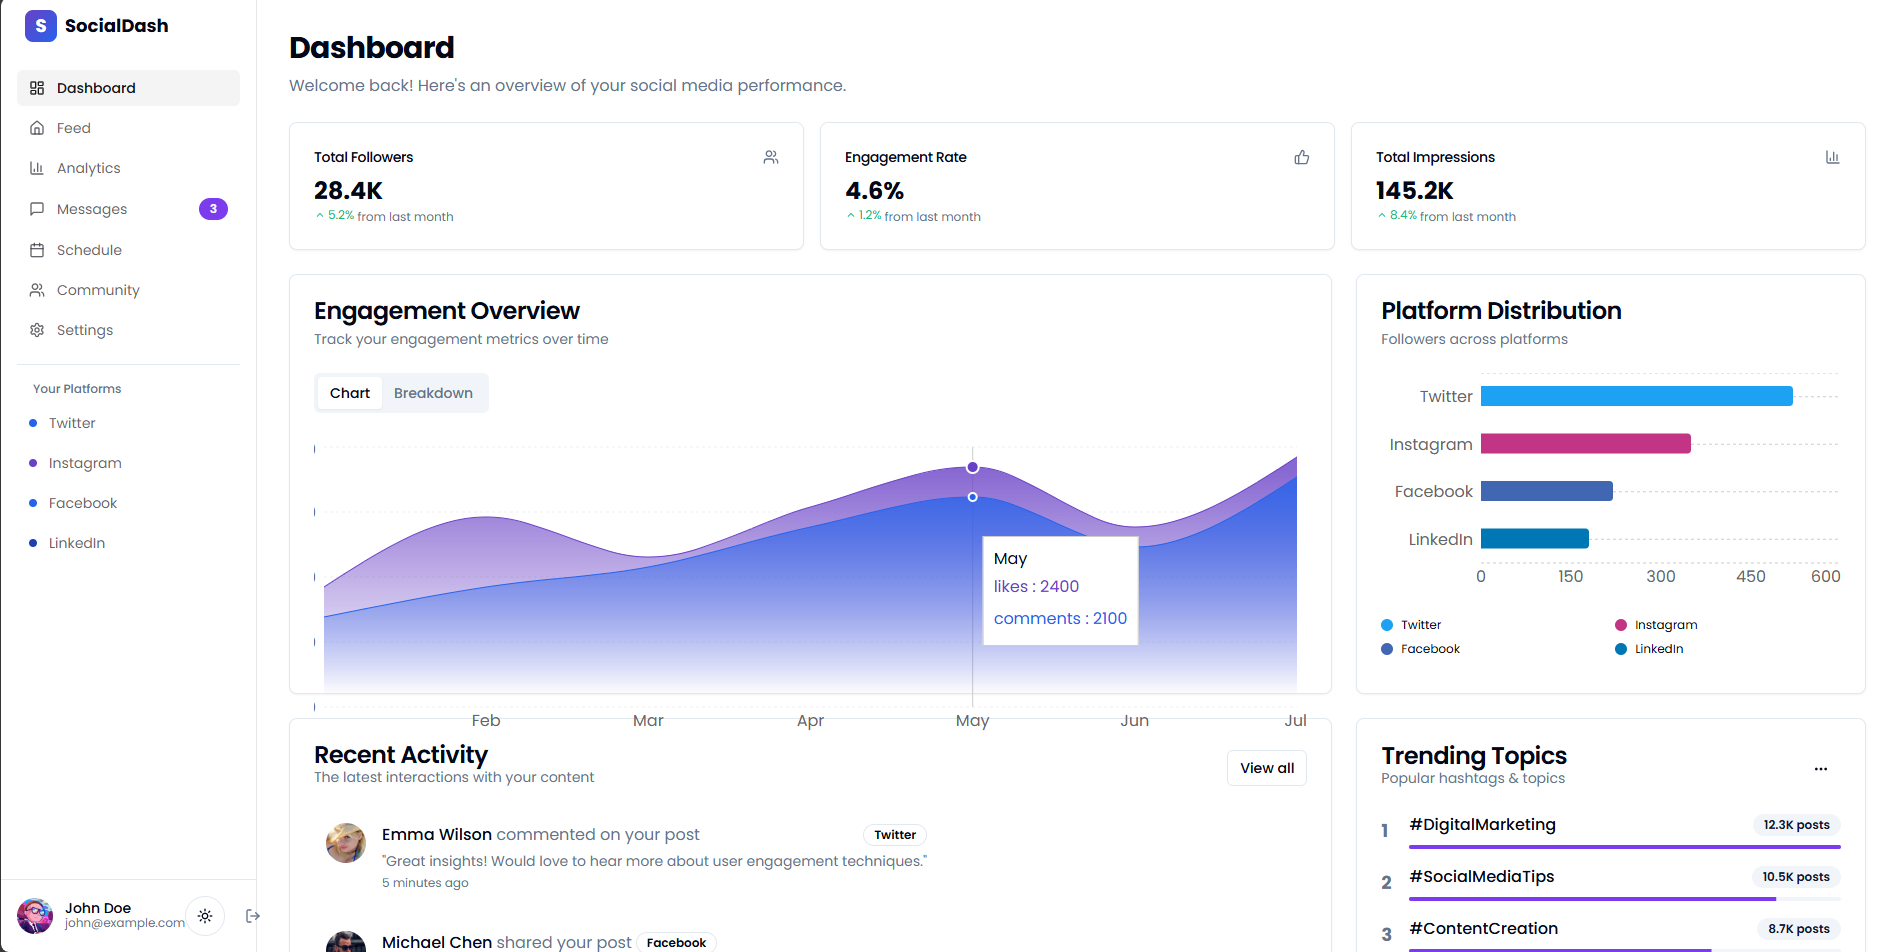 S SocialDash
Dashboard
Feed
Analytics
Messages 3
Schedule
Community
Settings
Your Platforms
Twitter
Instagram
Facebook
LinkedIn
John Doe
john@example.com
Dashboard
Welcome back! Here's an overview of your social media performance.
Total Followers
28.4K
5.2% from last month
Engagement Rate
4.6%
1.2% from last month
Total Impressions
145.2K
8.4% from last month
Engagement Overview
Track your engagement metrics over time
Chart Breakdown
May
likes : 2400
comments : 2100
Feb Mar Apr May Jun Jul
Platform Distribution
Followers across platforms
Twitter
Instagram
Facebook
LinkedIn
0 150 300 450 600
Twitter Instagram
Facebook LinkedIn
Recent Activity
The latest interactions with your content
View all
Emma Wilson commented on your post Twitter
"Great insights! Would love to hear more about user engagement techniques."
5 minutes ago
Michael Chen shared your post Facebook
Trending Topics
Popular hashtags & topics
1 #DigitalMarketing 12.3K posts
2 #SocialMediaTips 10.5K posts
3 #ContentCreation 8.7K posts